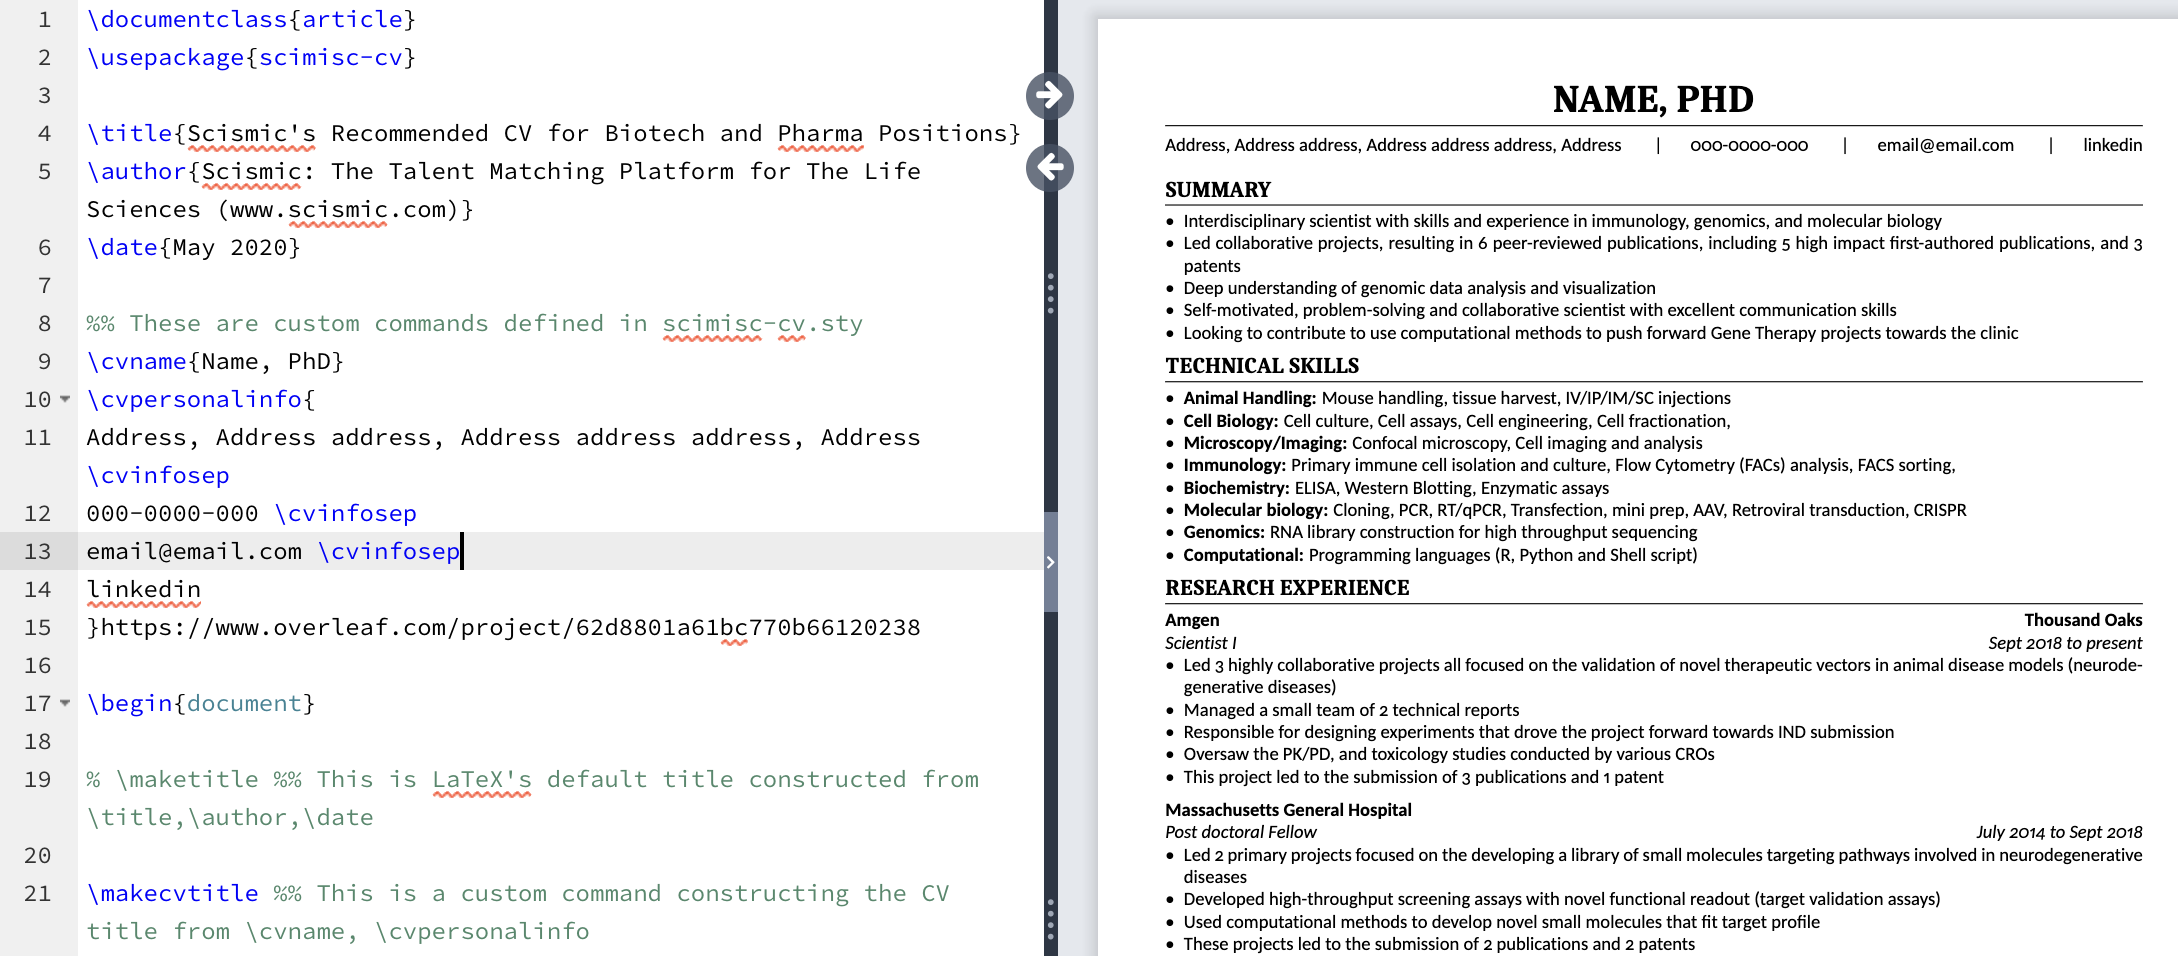 1 \documentclass{article}
2 \usepackage{scimisc-cv}
3
4 \title{Scismic's Recommended CV for Biotech and Pharma Positions}
5 \author{Scismic: The Talent Matching Platform for The Life
Sciences (www.scismic.com)}
6 \date{May 2020}
7
8 %% These are custom commands defined in scimisc-cv.sty
9 \cvname{Name, PhD}
10 \cvpersonalinfo{
11 Address, Address address, Address address address, Address
\cvinfosep
12 000-0000-000 \cvinfosep
13 email@email.com \cvinfosep
14 linkedin
15 }https://www.overleaf.com/project/62d8801a61bc770b66120238
16
17 \begin{document}
18
19 % \maketitle %% This is LaTeX's default title constructed from
\title,\author,\date
20
21 \makecvtitle %% This is a custom command constructing the CV
title from \cvname, \cvpersonalinfo
NAME, PHD
Address, Address address, Address address address, Address | 000-0000-000 | email@email.com | linkedin
SUMMARY
• Interdisciplinary scientist with skills and experience in immunology, genomics, and molecular biology
• Led collaborative projects, resulting in 6 peer-reviewed publications, including 5 high impact first-authored publications, and 3
patents
• Deep understanding of genomic data analysis and visualization
• Self-motivated, problem-solving and collaborative scientist with excellent communication skills
• Looking to contribute to use computational methods to push forward Gene Therapy projects towards the clinic
TECHNICAL SKILLS
• Animal Handling: Mouse handling, tissue harvest, IV/IP/IM/SC injections
• Cell Biology: Cell culture, Cell assays, Cell engineering, Cell fractionation,
• Microscopy/Imaging: Confocal microscopy, Cell imaging and analysis
• Immunology: Primary immune cell isolation and culture, Flow Cytometry (FACs) analysis, FACS sorting,
• Biochemistry: ELISA, Western Blotting, Enzymatic assays
• Molecular biology: Cloning, PCR, RT/qPCR, Transfection, mini prep, AAV, Retroviral transduction, CRISPR
• Genomics: RNA library construction for high throughput sequencing
• Computational: Programming languages (R, Python and Shell script)
RESEARCH EXPERIENCE
Amgen Thousand Oaks
Scientist I Sept 2018 to present
• Led 3 highly collaborative projects all focused on the validation of novel therapeutic vectors in animal disease models (neurode-
generative diseases)
• Managed a small team of 2 technical reports
• Responsible for designing experiments that drove the project forward towards IND submission
• Oversaw the PK/PD, and toxicology studies conducted by various CROs
• This project led to the submission of 3 publications and 1 patent
Massachusetts General Hospital
Post doctoral Fellow July 2014 to Sept 2018
• Led 2 primary projects focused on the developing a library of small molecules targeting pathways involved in neurodegenerative
diseases
• Developed high-throughput screening assays with novel functional readout (target validation assays)
• Used computational methods to develop novel small molecules that fit target profile
• These projects led to the submission of 2 publications and 2 patents